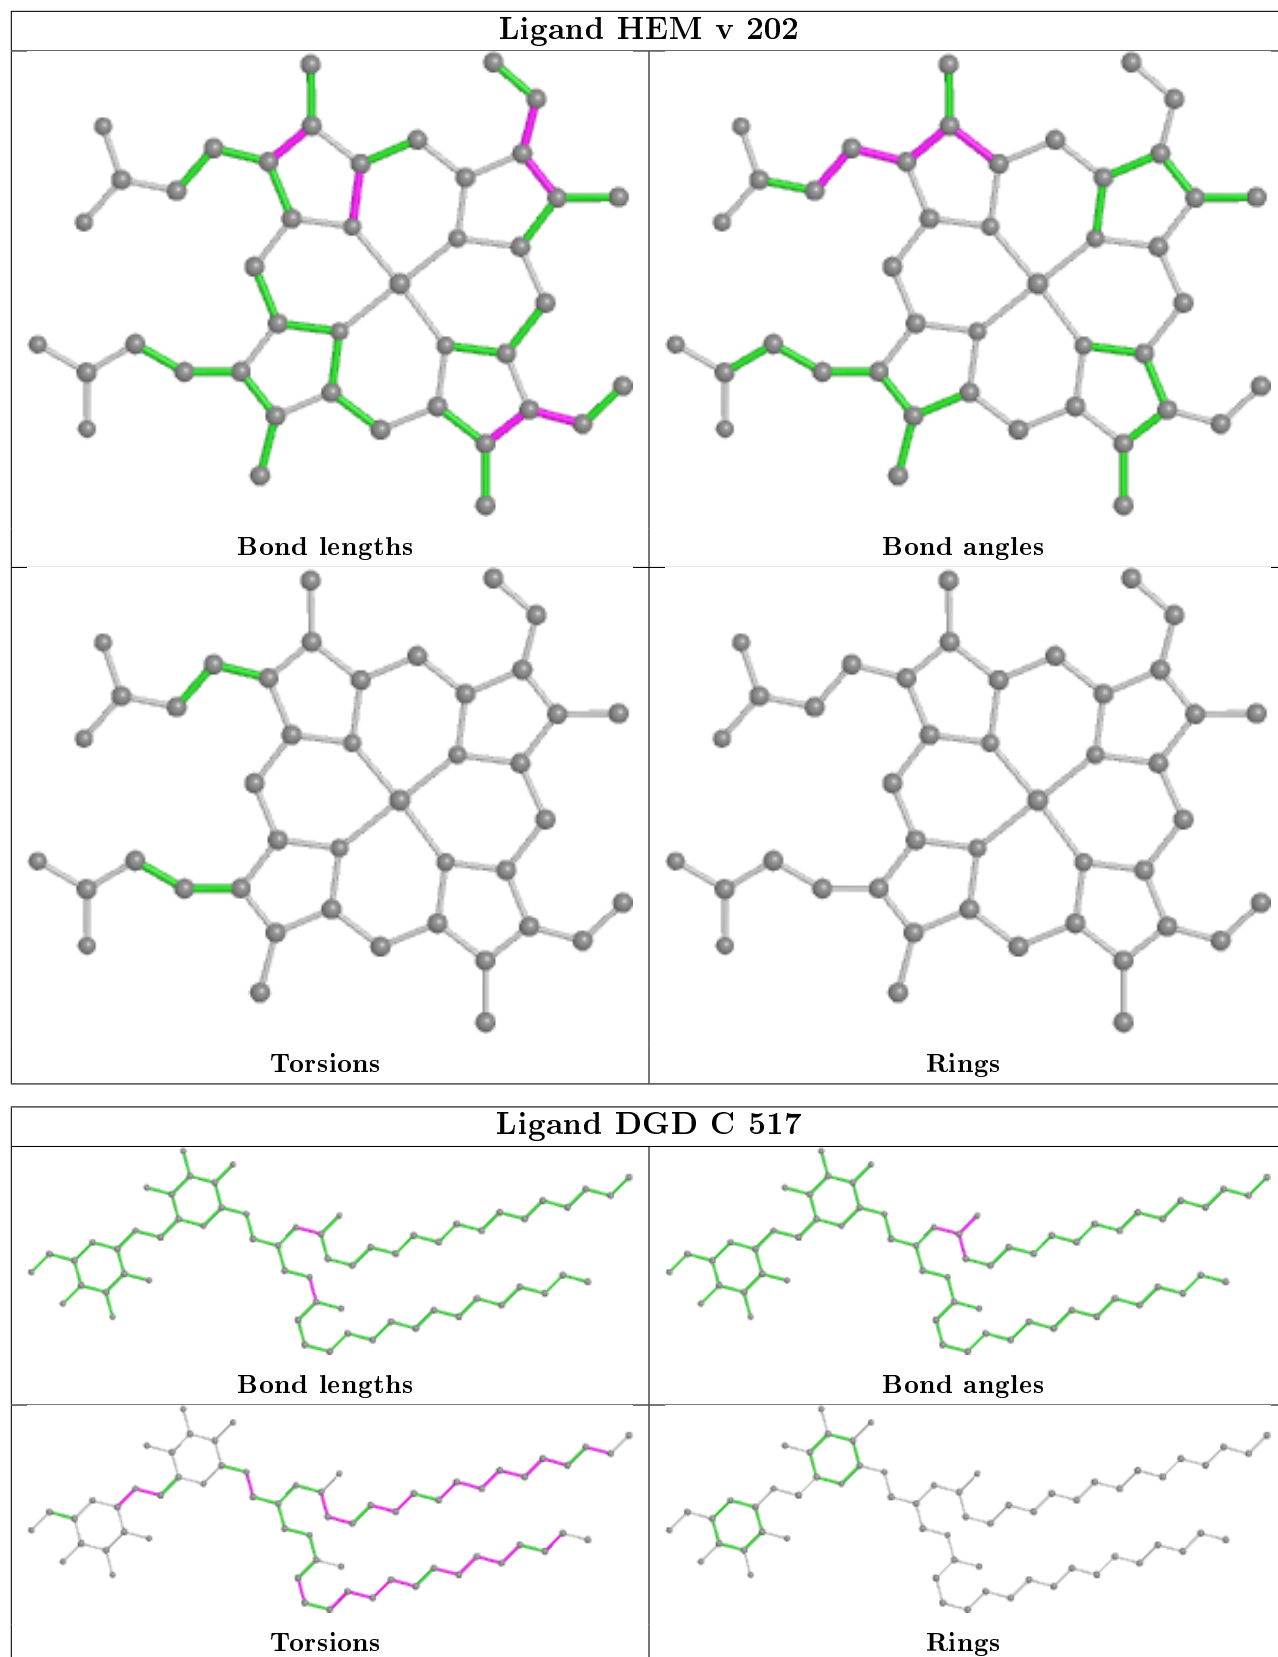 Ligand HEM v 202
Bond lengths
Bond angles
Torsions
Rings
Ligand DGD C 517
Bond lengths
Bond angles
Torsions
Rings